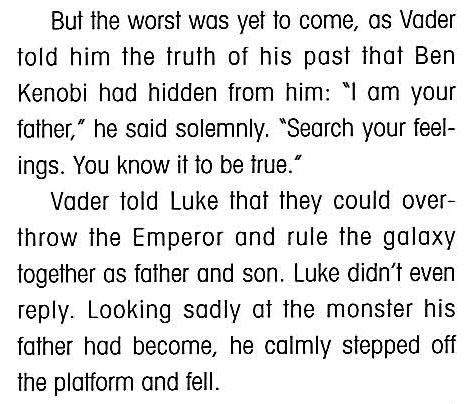 But the worst was yet to come, as Vader
told him the truth of his past that Ben
Kenobi had hidden from him: "I am your
father," he said solemnly. "Search your feel-
ings. You know it to be true."
Vader told Luke that they could over-
throw the Emperor and rule the galaxy
together as father and son. Luke didn't even
reply. Looking sadly at the monster his
father had become, he calmly stepped off
the platform and fell.